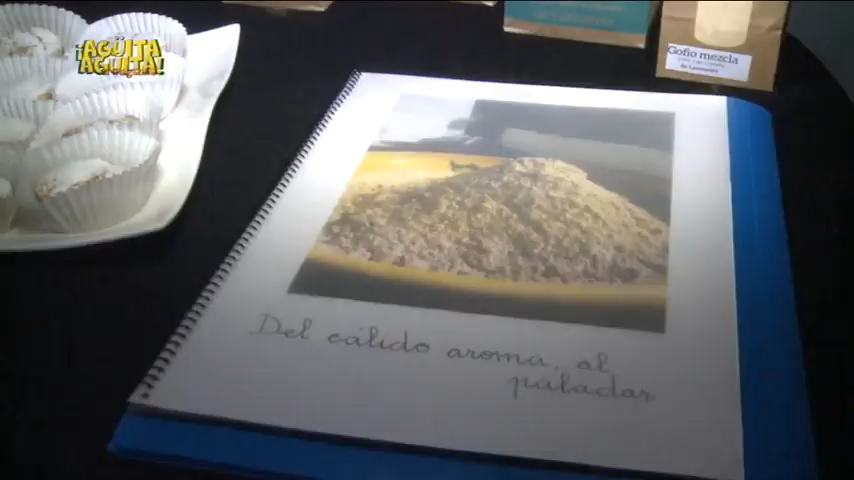 ¡AGÜITA
AGÜITA!
Gofio mezcla
de Lanzarote
Del cálido aroma, al
paladar